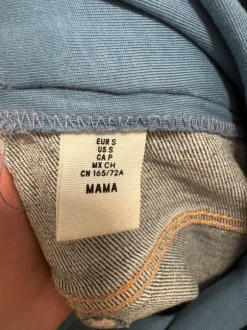 EUR S
US S
CA P
MX CH
CN 165/72A
MAMA